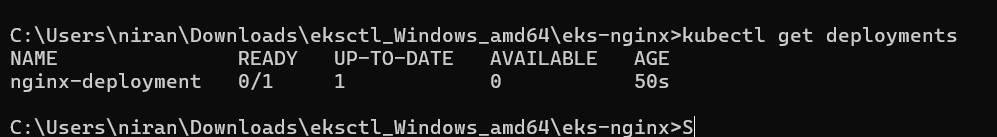 C:\Users\niran\Downloads\eksctl_Windows_amd64\eks-nginx>kubectl get deployments
NAME READY UP-TO-DATE AVAILABLE AGE
nginx-deployment 0/1 1 0 50s
C:\Users\niran\Downloads\eksctl_Windows_amd64\eks-nginx>S